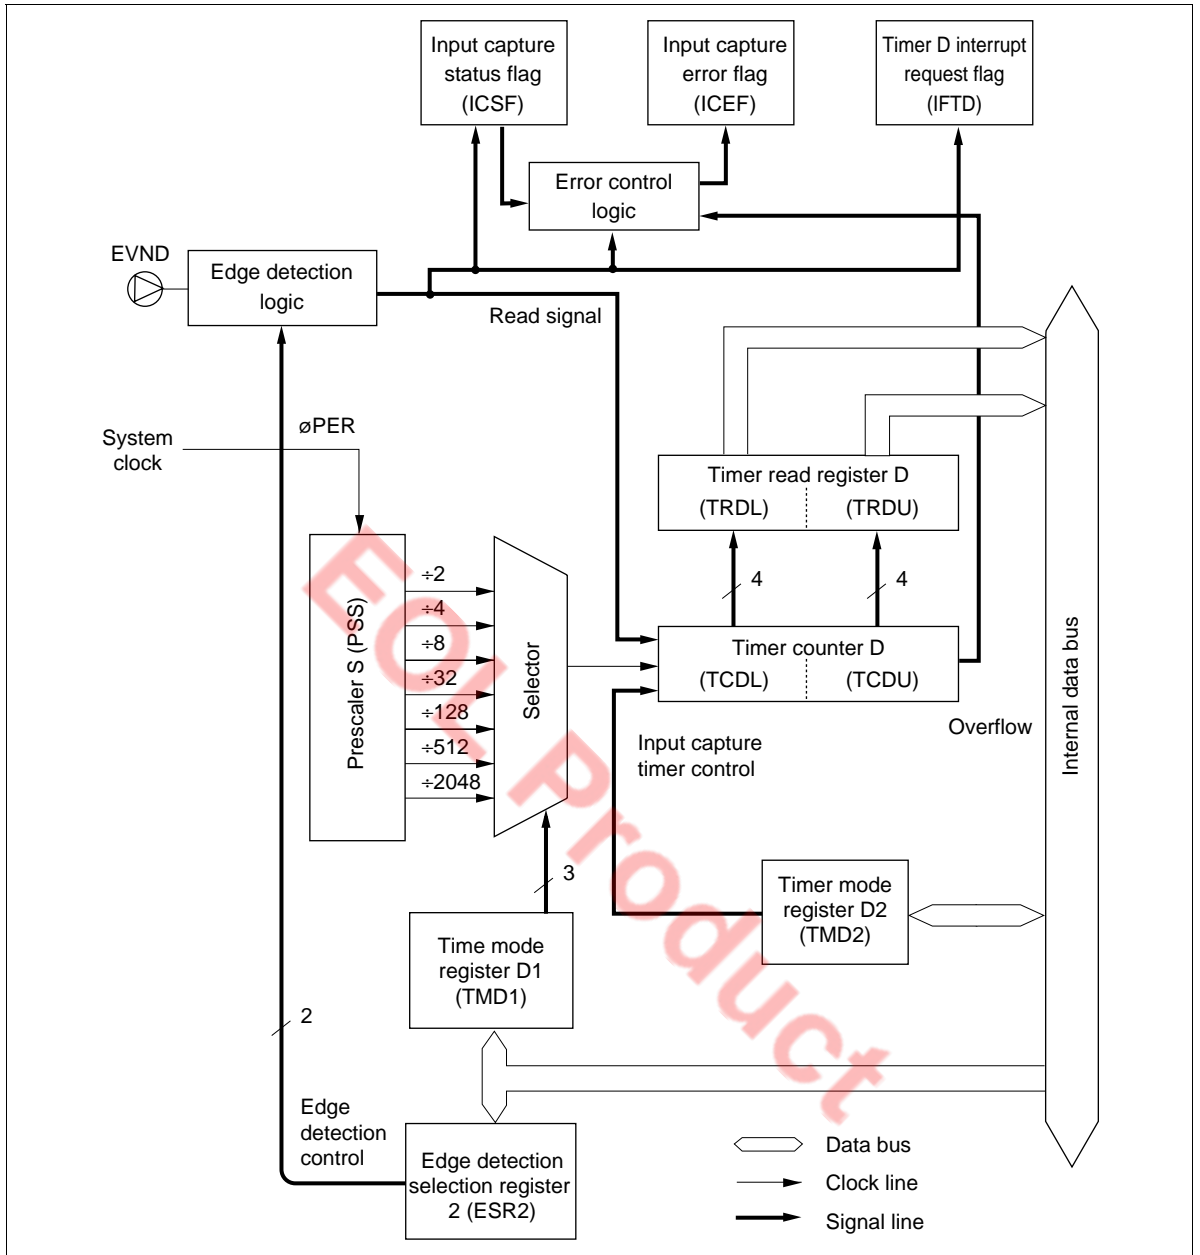 Input capture
status flag
(ICSF)
Input capture
error flag
(ICEF)
Timer D interrupt
request flag
(IFTD)
Error control
logic
EVND
Edge detection
logic
Read signal
øPER
System
clock
Timer read register D
(TRDL)
(TRDU)
4
4
Prescaler S (PSS)
÷2
÷4
÷8
÷32
÷128
÷512
÷2048
Selector
Timer counter D
(TCDL)
(TCDU)
Input capture
timer control
Overflow
Internal data bus
3
Time mode
register D1
(TMD1)
Timer mode
register D2
(TMD2)
2
Edge
detection
control
Edge detection
selection register
2 (ESR2)
Data bus
Clock line
Signal line
EOL Product